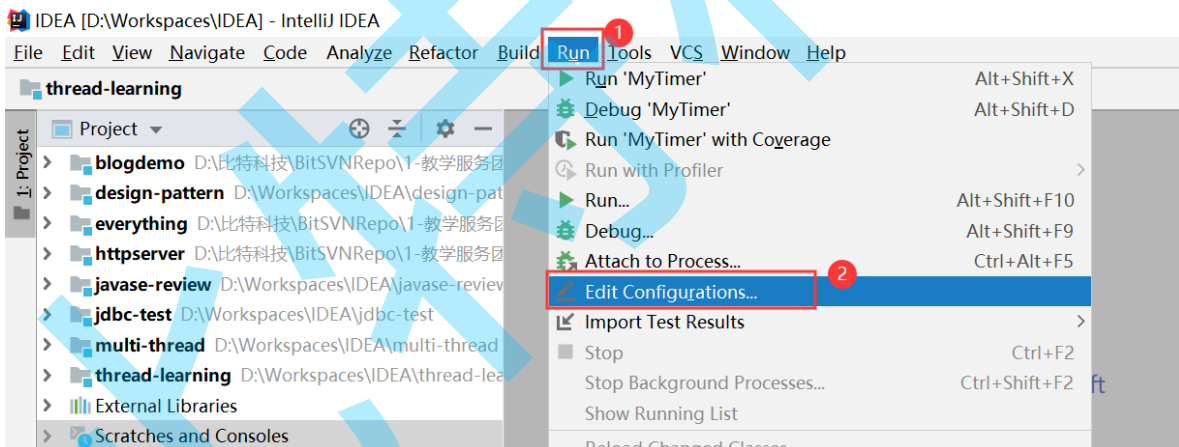 IDEA [D:\Workspaces\IDEA] - IntelliJ IDEA
File Edit View Navigate Code Analyze Refactor Build Run Tools VCS Window Help
1
thread-learning
Project
1: Project
blogdemo D:\比特科技\BitSVNRepo\1-教学服务团
design-pattern D:\Workspaces\IDEA\design-pat
everything D:\比特科技\BitSVNRepo\1-教学服务团
httpserver D:\比特科技\BitSVNRepo\1-教学服务团
javase-review D:\Workspaces\IDEA\javase-review
jdbc-test D:\Workspaces\IDEA\jdbc-test
multi-thread D:\Workspaces\IDEA\multi-thread
thread-learning D:\Workspaces\IDEA\thread-lea
External Libraries
Scratches and Consoles
Run 'MyTimer' Alt+Shift+X
Debug 'MyTimer' Alt+Shift+D
Run 'MyTimer' with Coverage
Run with Profiler
Run... Alt+Shift+F10
Debug... Alt+Shift+F9
Attach to Process... Ctrl+Alt+F5
2
Edit Configurations...
Import Test Results
Stop Ctrl+F2
Stop Background Processes... Ctrl+Shift+F2
ft
Show Running List
Reload Changed Classes